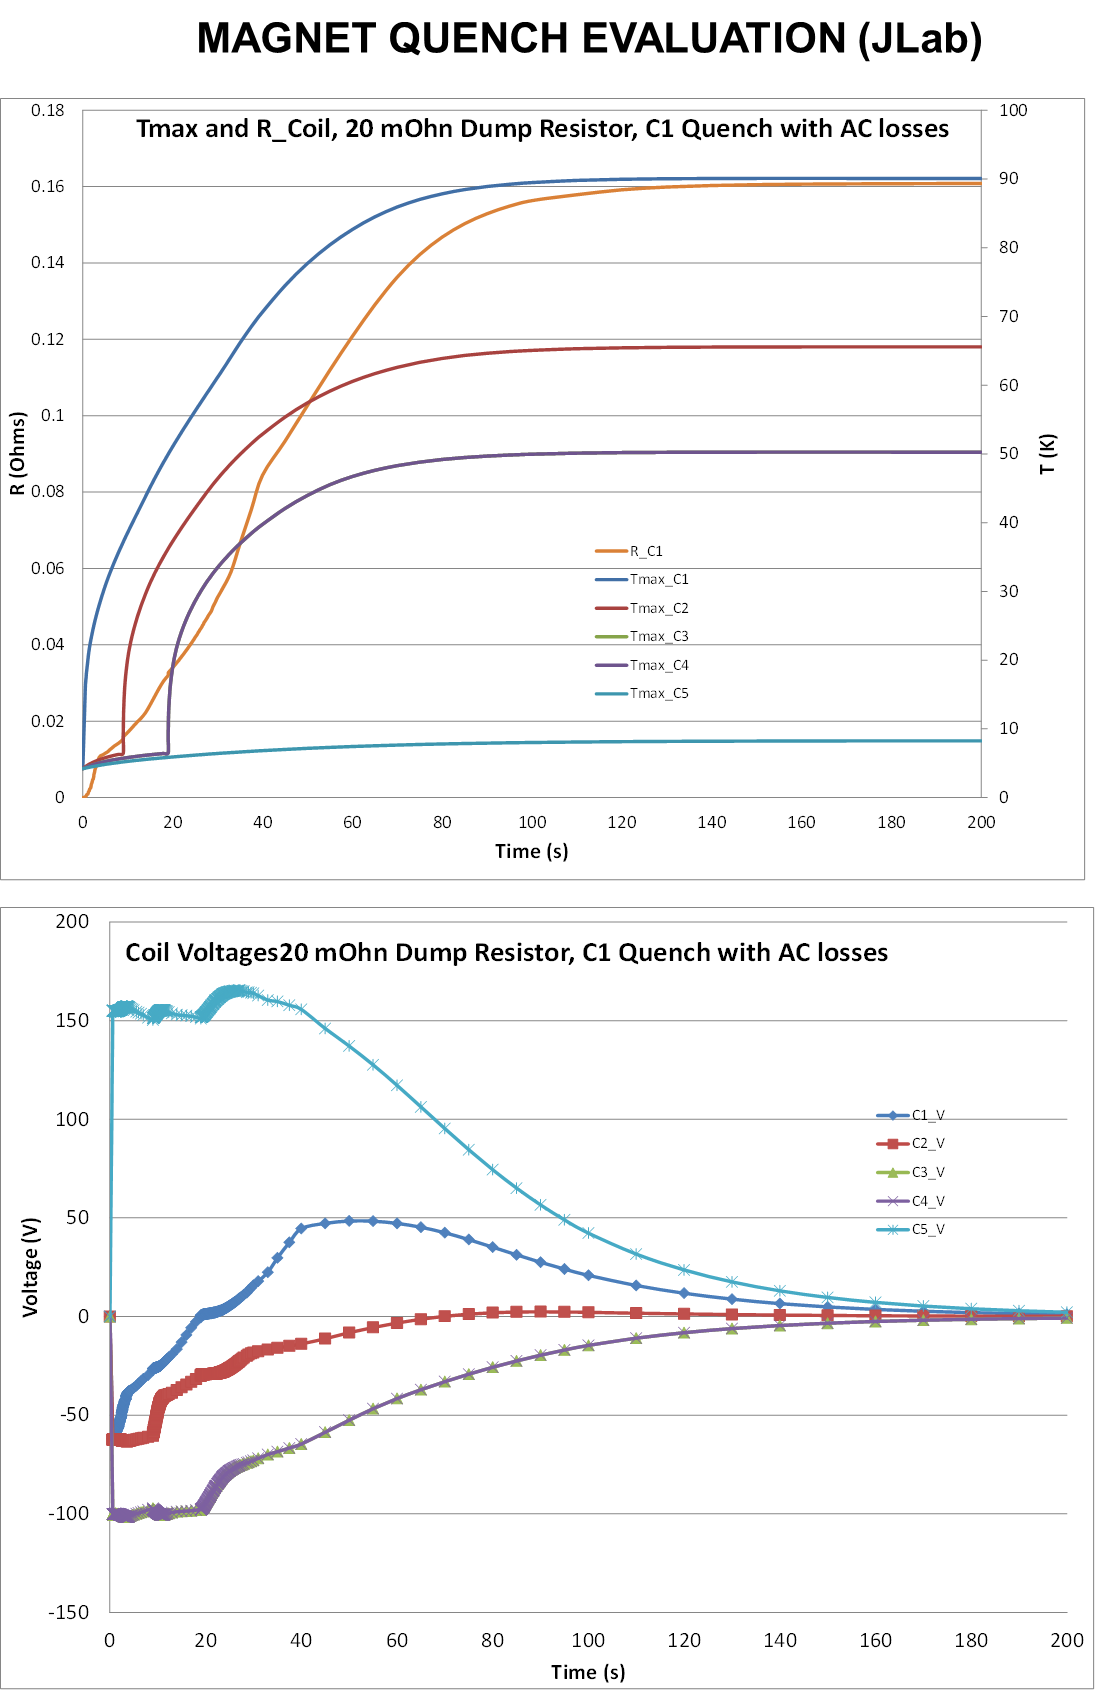 MAGNET QUENCH EVALUATION (JLab)
Tmax and R_Coil, 20 mOhn Dump Resistor, C1 Quench with AC losses
0.18
0.16
0.14
0.12
0.1
0.08
0.06
0.04
0.02
0
R (Ohms)
100
90
80
70
60
50
40
30
20
10
0
T (K)
R_C1
Tmax_C1
Tmax_C2
Tmax_C3
Tmax_C4
Tmax_C5
0 20 40 60 80 100 120 140 160 180 200
Time (s)
Coil Voltages20 mOhn Dump Resistor, C1 Quench with AC losses
200
150
100
50
0
-50
-100
-150
Voltage (V)
C1_V
C2_V
C3_V
C4_V
C5_V
0 20 40 60 80 100 120 140 160 180 200
Time (s)